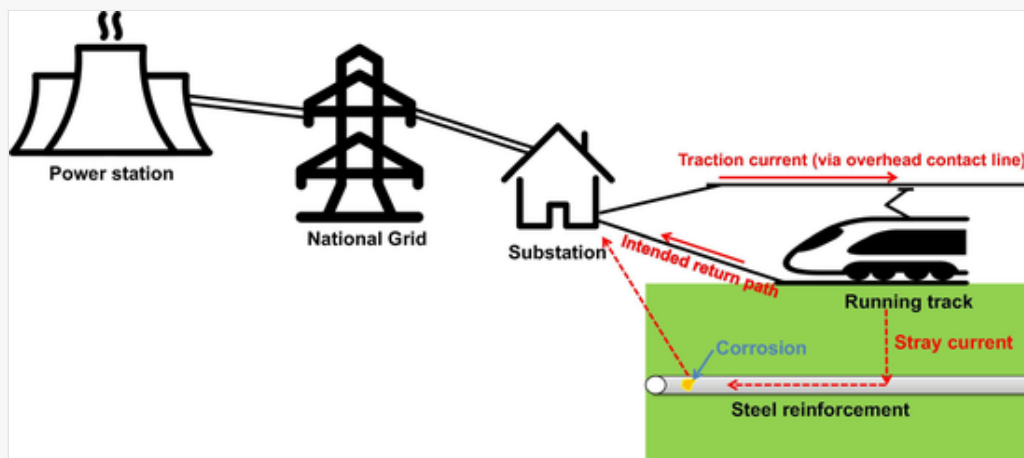 Power station
National Grid
Substation
Traction current (via overhead contact line)
Intended return path
Running track
Stray current
Corrosion
Steel reinforcement